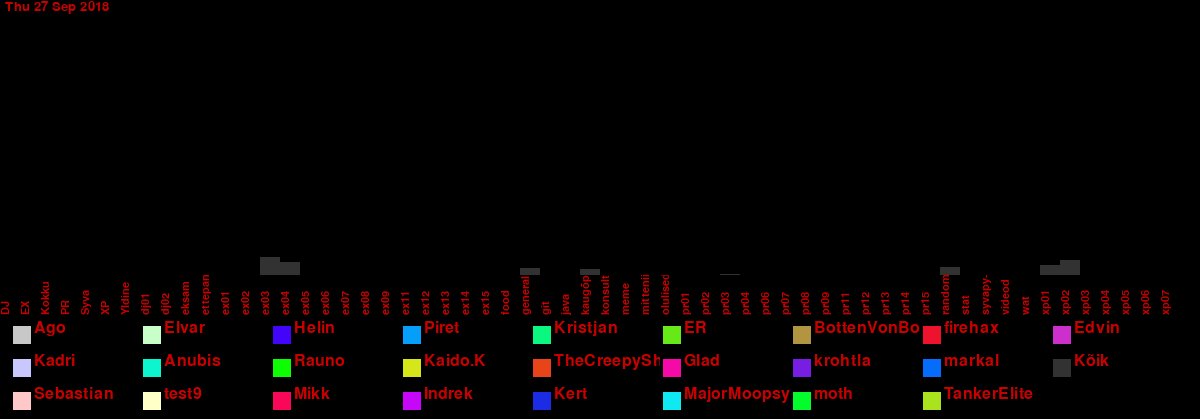 Thu 27 Sep 2018
DJ
EX
Kokku
PR
Syva
XP
Yldine
dj01
dj02
eksam
ettepan
ex01
ex02
ex03
ex04
ex05
ex06
ex07
ex08
ex09
ex11
ex12
ex13
ex14
ex15
food
general
git
java
kaugõp
konsult
meme
mittenii
olulised
pr01
pr02
pr03
pr04
pr06
pr07
pr08
pr09
pr11
pr12
pr13
pr14
pr15
random
stat
syvapy-
videod
wat
xp01
xp02
xp03
xp04
xp05
xp06
xp07
Ago Elvar Helin Piret Kristjan ER BottenVonBo firehax Edvin
Kadri Anubis Rauno Kaido.K TheCreepySh Glad krohtla markal Kõik
Sebastian test9 Mikk Indrek Kert MajorMoopsy moth TankerElite